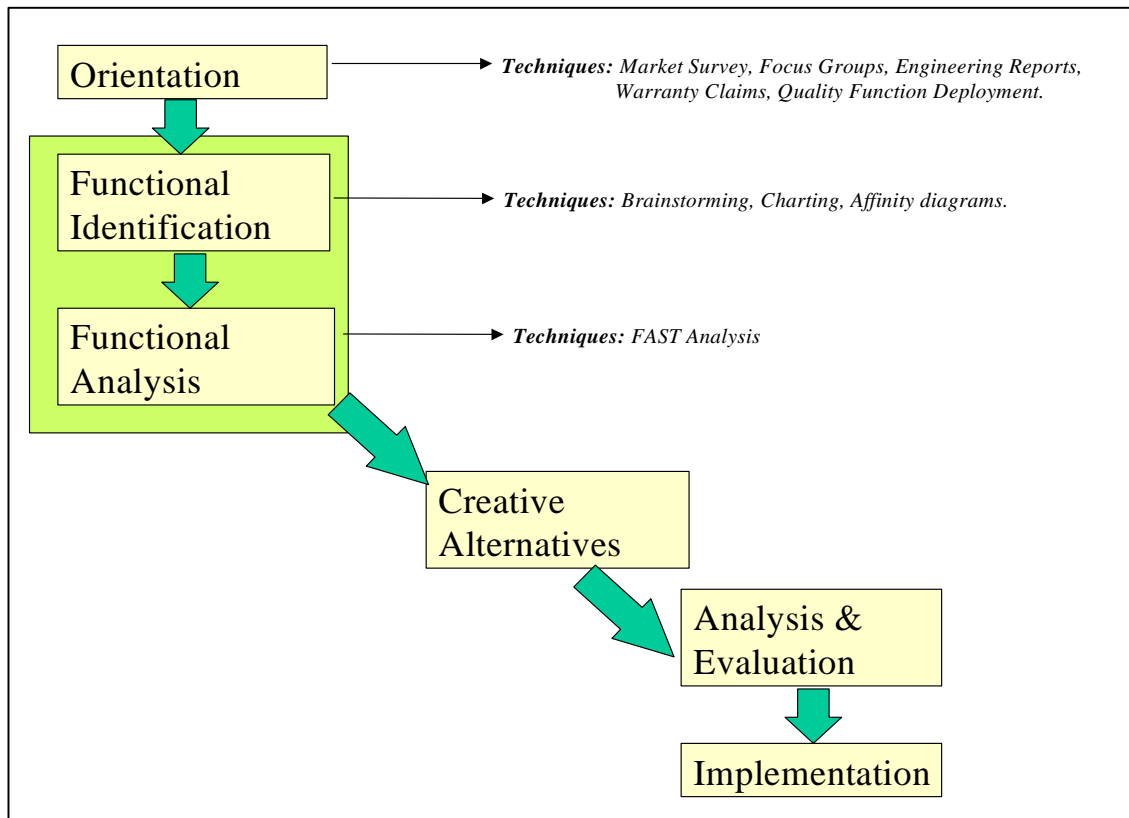 Orientation
Techniques: Market Survey, Focus Groups, Engineering Reports,
Warranty Claims, Quality Function Deployment.
Functional
Identification
Techniques: Brainstorming, Charting, Affinity diagrams.
Functional
Analysis
Techniques: FAST Analysis
Creative
Alternatives
Analysis &
Evaluation
Implementation